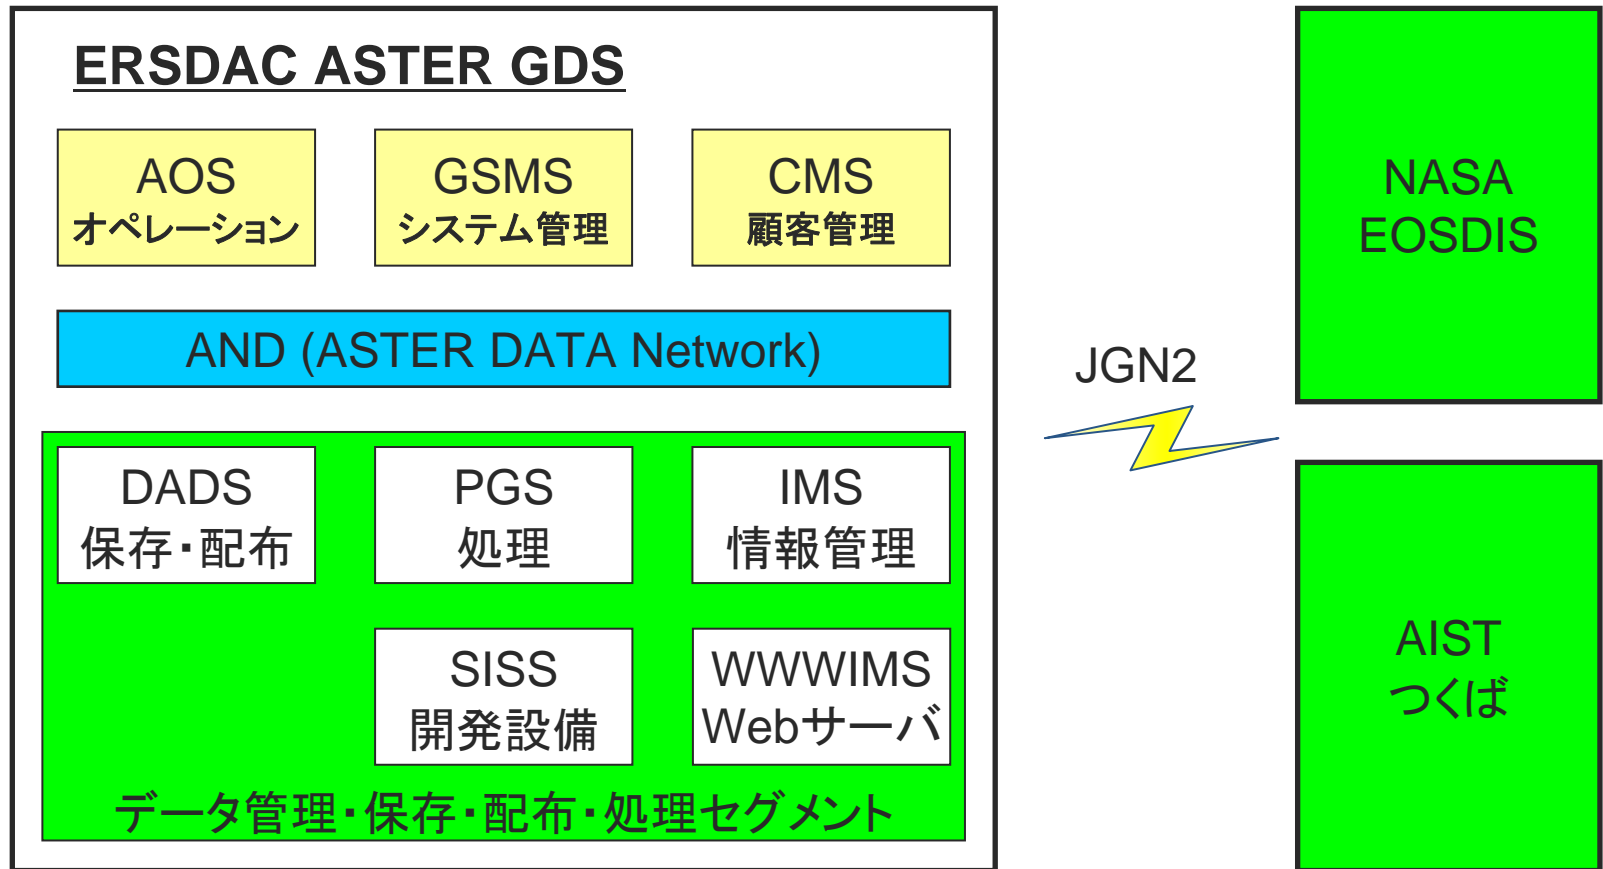 ERSDAC ASTER GDS
AOS
オペレーション
GSMS
システム管理
CMS
顧客管理
AND (ASTER DATA Network)
DADS
保存・配布
PGS
処理
IMS
情報管理
SISS
開発設備
WWWIMS
Webサーバ
データ管理・保存・配布・処理セグメント
JGN2
NASA
EOSDIS
AIST
つくば